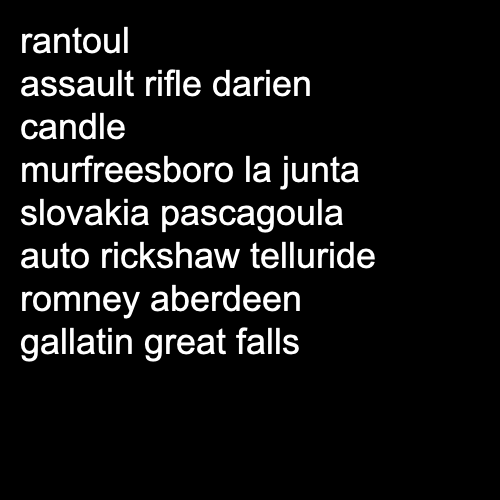 rantoul
assault rifle darien
candle
murfreesboro la junta
slovakia pascagoula
auto rickshaw telluride
romney aberdeen
gallatin great falls